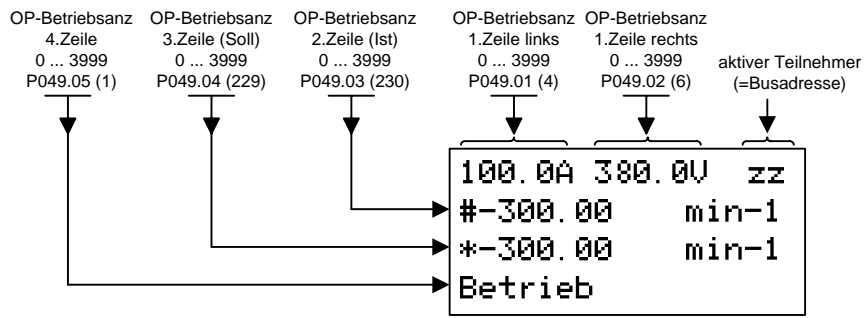 OP-Betriebsanz
4.Zeile
0 ... 3999
P049.05 (1)
OP-Betriebsanz
3.Zeile (Soll)
0 ... 3999
P049.04 (229)
OP-Betriebsanz
2.Zeile (Ist)
0 ... 3999
P049.03 (230)
OP-Betriebsanz
1.Zeile links
0 ... 3999
P049.01 (4)
OP-Betriebsanz
1.Zeile rechts
0 ... 3999
P049.02 (6)
aktiver Teilnehmer
(=Busadresse)
100.0A 380.0V zz
#-300.00 min-1
*-300.00 min-1
Betrieb